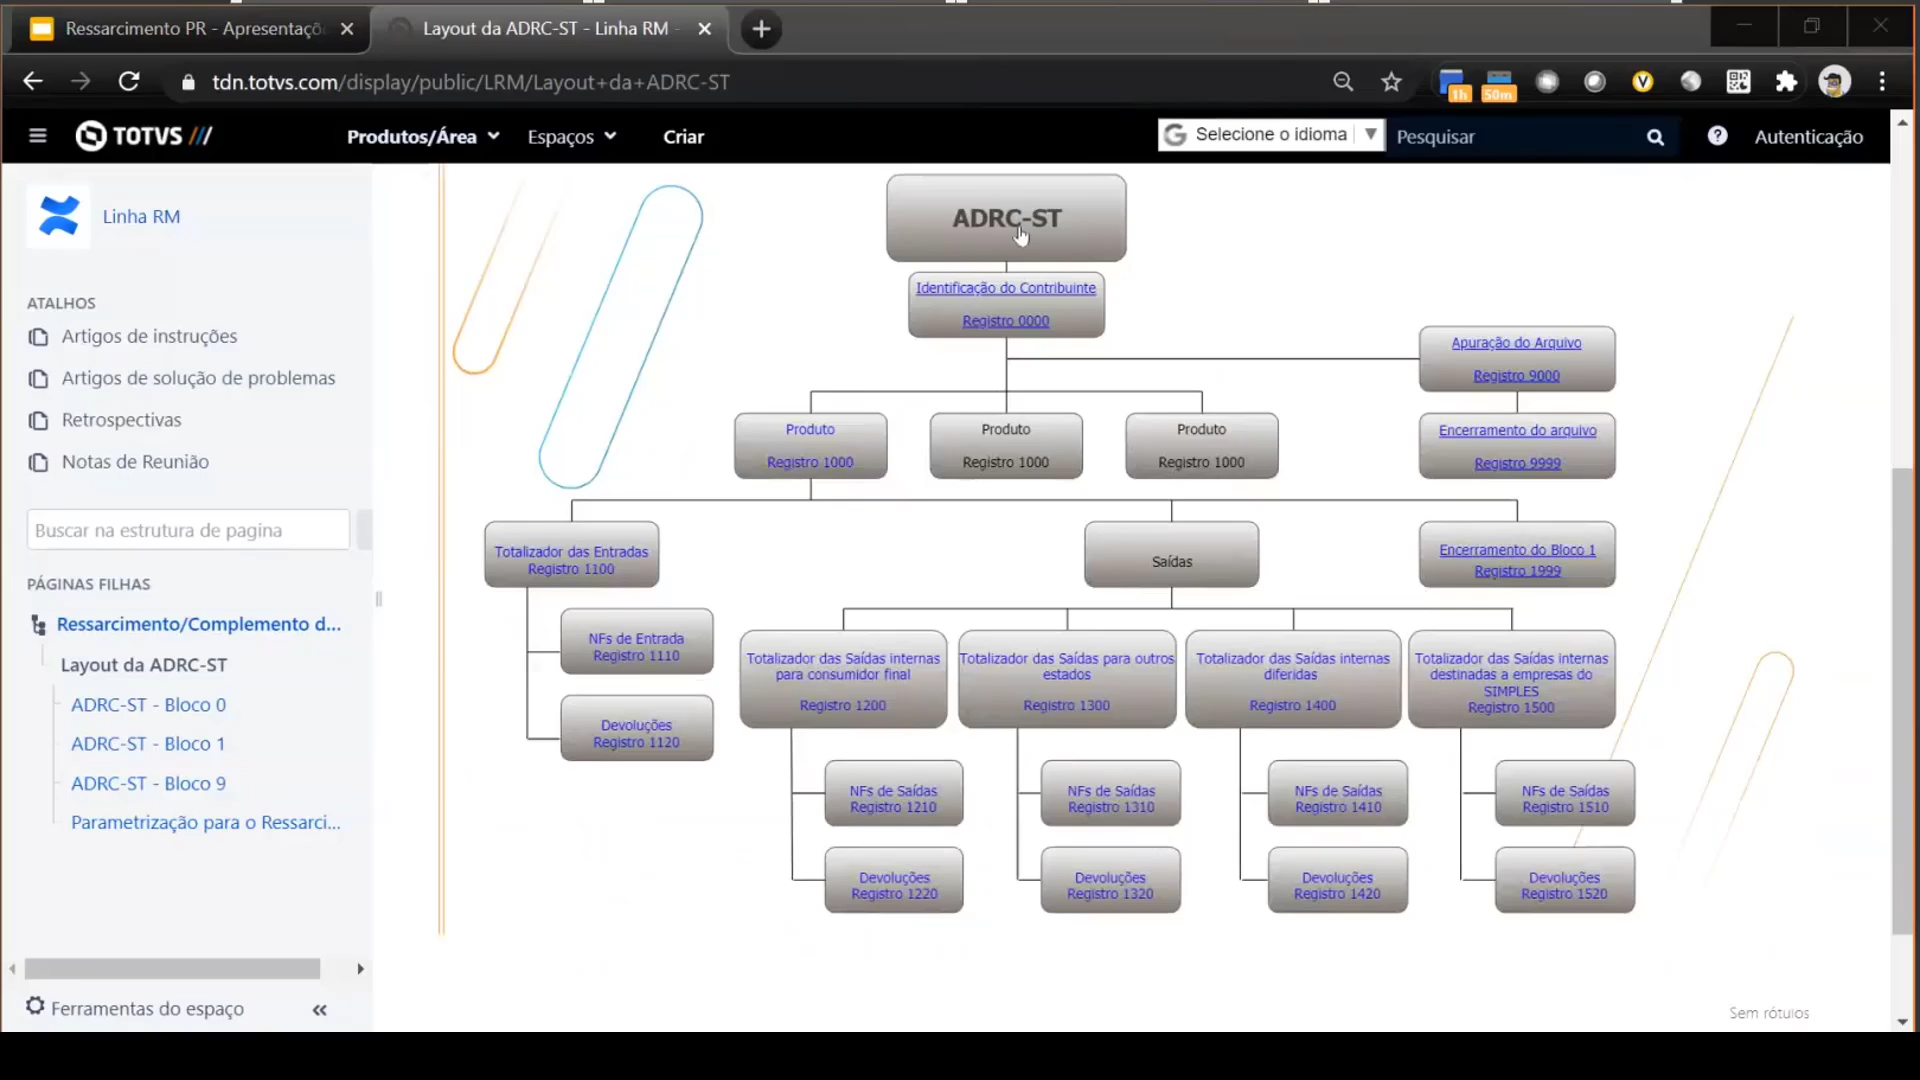 Ressarcimento PR - Apresentaçõ
Layout da ADRC-ST - Linha RM -
tdn.totvs.com/display/public/LRM/Layout+da+ADRC-ST
1h
50m
TOTVS
Produtos/Área
Espaços
Criar
Selecione o idioma
Pesquisar
Autenticação
Linha RM
ATALHOS
Artigos de instruções
Artigos de solução de problemas
Retrospectivas
Notas de Reunião
Buscar na estrutura de pagina
PÁGINAS FILHAS
Ressarcimento/Complemento d...
Layout da ADRC-ST
ADRC-ST - Bloco 0
ADRC-ST - Bloco 1
ADRC-ST - Bloco 9
Parametrização para o Ressarci...
Ferramentas do espaço
ADRC-ST
Identificação do Contribuinte
Registro 0000
Apuração do Arquivo
Registro 9000
Produto
Registro 1000
Produto
Registro 1000
Produto
Registro 1000
Encerramento do arquivo
Registro 9999
Totalizador das Entradas
Registro 1100
Saídas
Encerramento do Bloco 1
Registro 1999
NFs de Entrada
Registro 1110
Devoluções
Registro 1120
Totalizador das Saídas internas
para consumidor final
Registro 1200
Totalizador das Saídas para outros
estados
Registro 1300
Totalizador das Saídas internas
diferidas
Registro 1400
Totalizador das Saídas internas
destinadas a empresas do
SIMPLES
Registro 1500
NFs de Saídas
Registro 1210
NFs de Saídas
Registro 1310
NFs de Saídas
Registro 1410
NFs de Saídas
Registro 1510
Devoluções
Registro 1220
Devoluções
Registro 1320
Devoluções
Registro 1420
Devoluções
Registro 1520
Sem rótulos